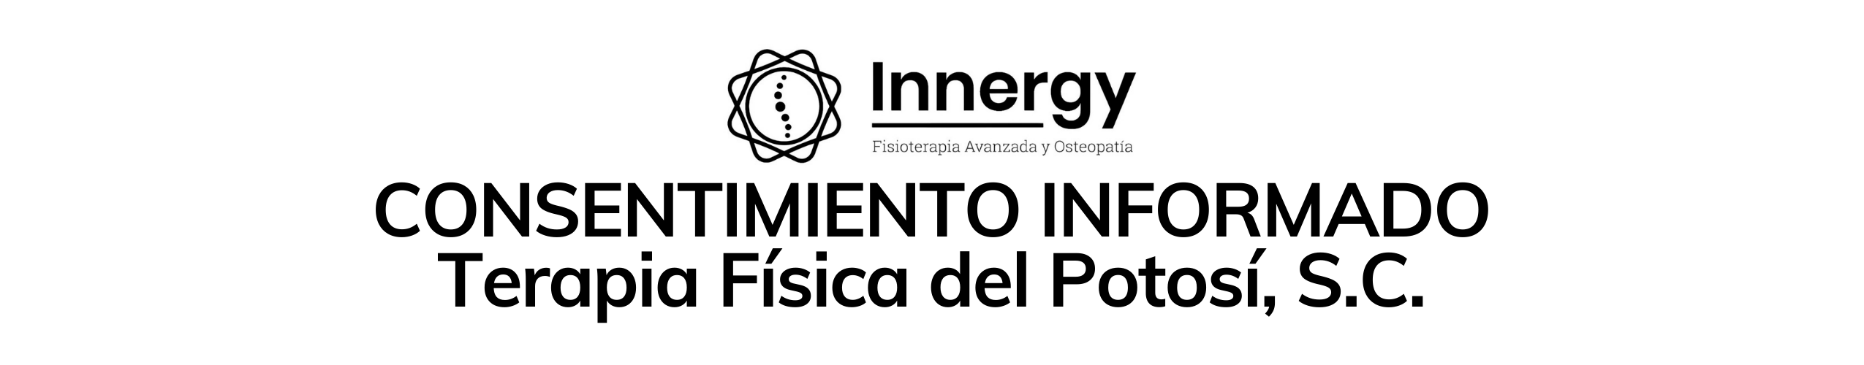 Innergy
Fisioterapia Avanzada y Osteopatía
CONSENTIMIENTO INFORMADO
Terapia Física del Potosí, S.C.